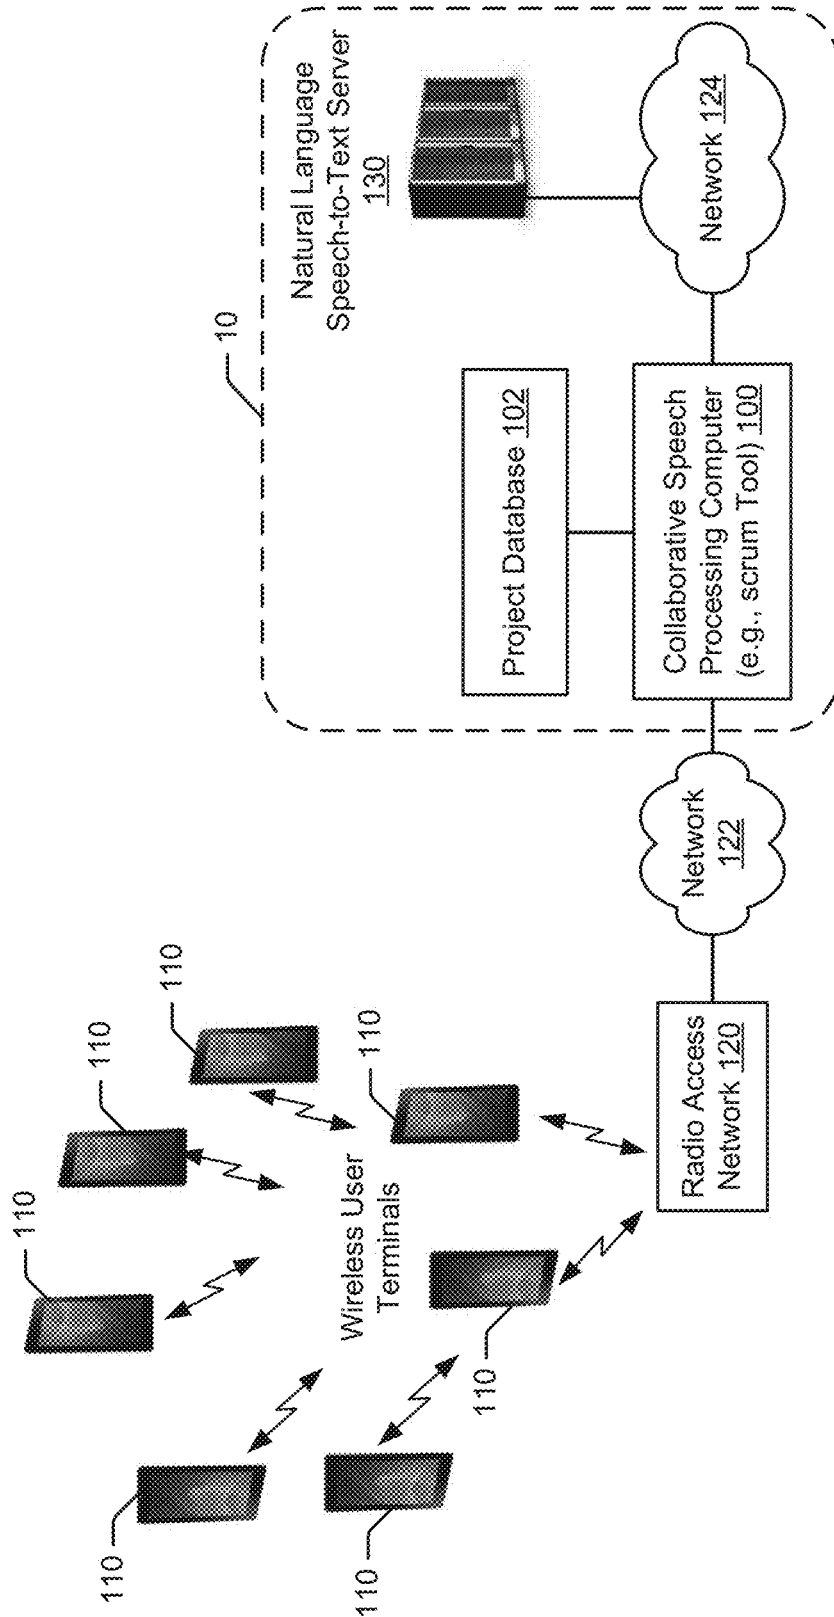 110
110
110
110
110
110
110
Wireless User
Terminals
Radio Access
Network 120
Network
122
10
Project Database 102
Collaborative Speech
Processing Computer
(e.g., scrum Tool) 100
Natural Language
Speech-to-Text Server
130
Network 124